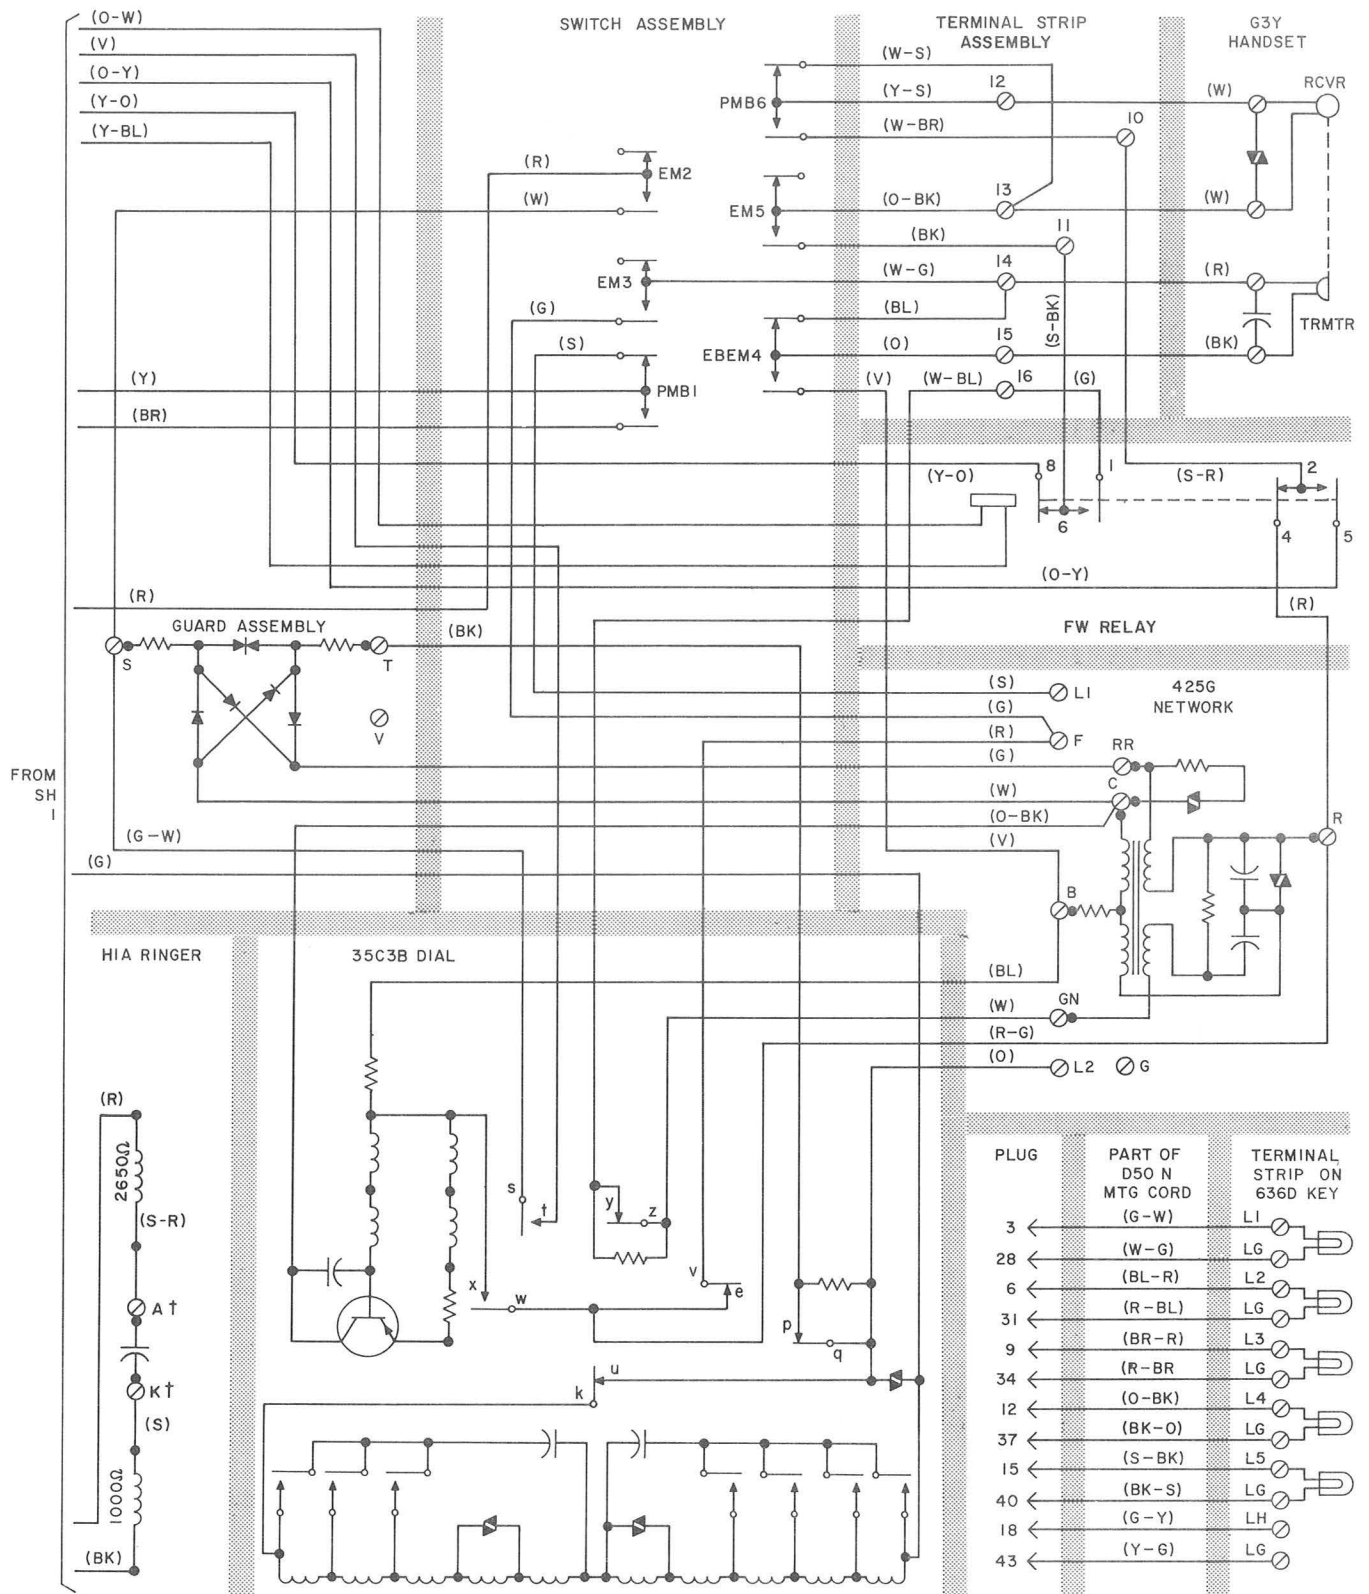 (O-W)
SWITCH ASSEMBLY
TERMINAL STRIP
ASSEMBLY
G3Y
HANDSET
(V)
(O-Y)
(Y-O)
(Y-BL)
(W-S)
PMB6
(Y-S)
12
(W)
RCVR
(W-BR)
10
(R)
EM2
(W)
EM5
(O-BK)
13
(W)
(BK)
11
EM3
(W-G)
14
(R)
(G)
(BL)
(S-BK)
TRMTR
(S)
EBEM4
(O)
15
(BK)
(Y)
PMB1
(V)
(W-BL)
16
(G)
(BR)
(Y-O)
8
1
(S-R)
2
6
4
5
(O-Y)
(R)
(R)
GUARD ASSEMBLY
(BK)
FW RELAY
S
T
(S)
L1
425G
NETWORK
(G)
V
(R)
F
FROM
SH
1
(G)
RR
C
(W)
(O-BK)
R
(G-W)
(V)
(G)
B
H1A RINGER
35C3B DIAL
(BL)
(W)
GN
(R-G)
(O)
L2
G
(R)
2650Ω
PLUG
PART OF
D50 N
MTG CORD
TERMINAL
STRIP ON
636D KEY
s
t
y
z
(S-R)
3
(G-W)
L1
28
(W-G)
LG
v
e
x
w
6
(BL-R)
L2
A†
31
(R-BL)
LG
p
q
9
(BR-R)
L3
u
34
(R-BR
LG
K†
k
12
(O-BK)
L4
(S)
37
(BK-O)
LG
15
(S-BK)
L5
1000Ω
40
(BK-S)
LG
18
(G-Y)
LH
(BK)
43
(Y-G)
LG